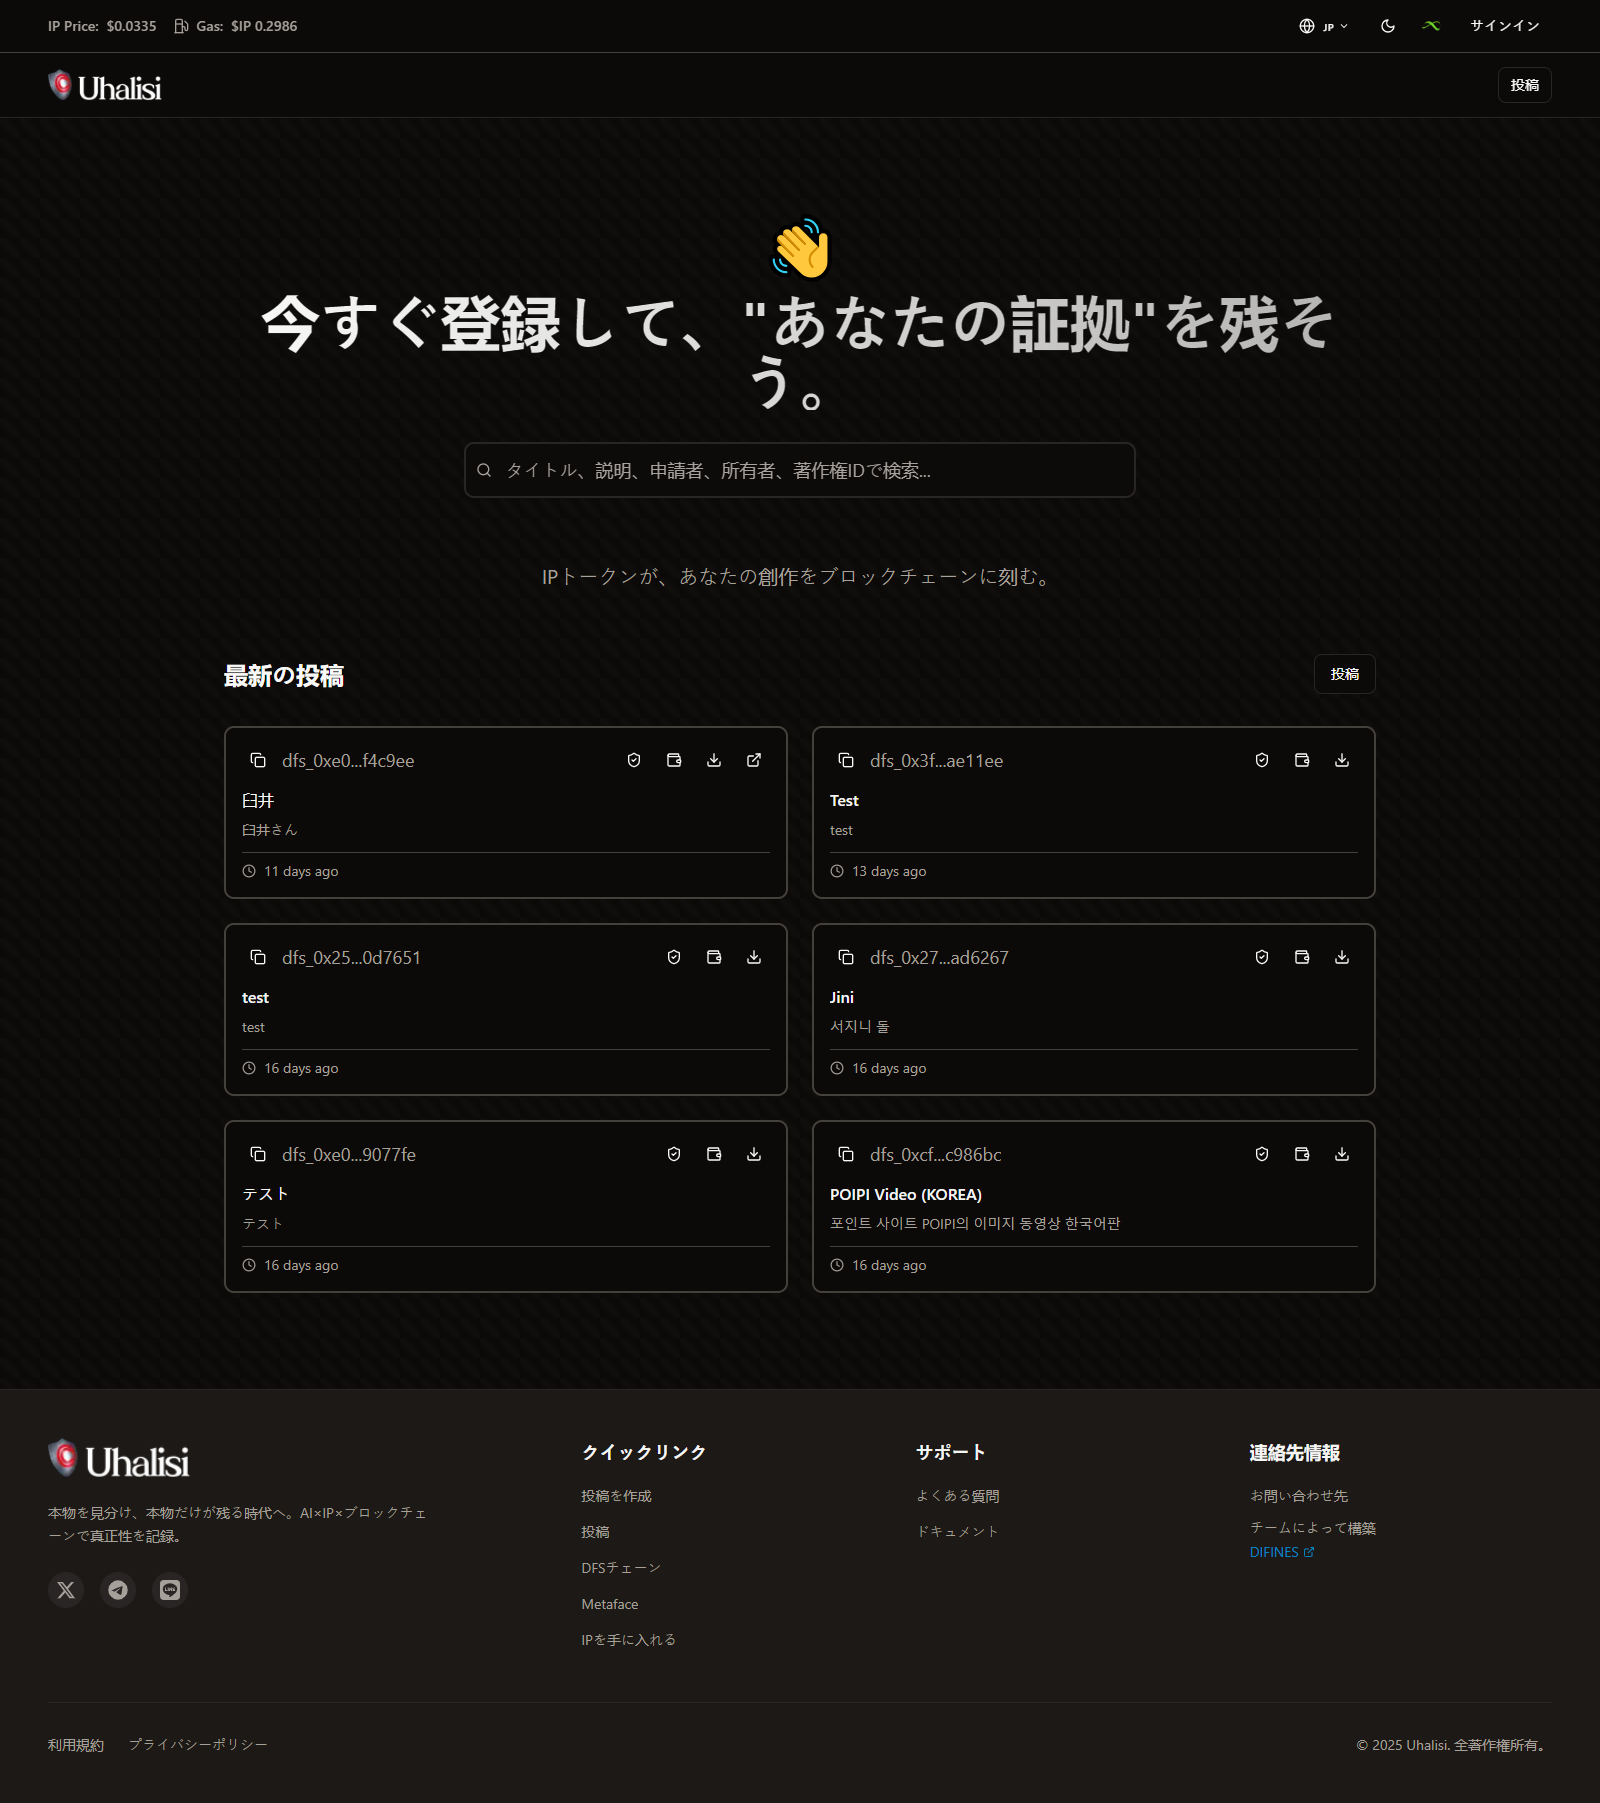 IP Price: $0.0335 Gas: $IP 0.2986 JP サインイン
Uhalisi 投稿
今すぐ登録して、"あなたの証拠"を残そ
う。
タイトル、説明、申請者、所有者、著作権IDで検索...
IPトークンが、あなたの創作をブロックチェーンに刻む。
最新の投稿 投稿
dfs_0xe0...f4c9ee
臼井
臼井さん
11 days ago
dfs_0x3f...ae11ee
Test
test
13 days ago
dfs_0x25...0d7651
test
test
16 days ago
dfs_0x27...ad6267
Jini
서지니 돌
16 days ago
dfs_0xe0...9077fe
テスト
テスト
16 days ago
dfs_0xcf...c986bc
POIPI Video (KOREA)
포인트 사이트 POIPI의 이미지 동영상 한국어판
16 days ago
Uhalisi
本物を見分け、本物だけが残る時代へ。AI×IP×ブロックチェ
ーンで真正性を記録。
LINE
クイックリンク
投稿を作成
投稿
DFSチェーン
Metaface
IPを手に入れる
サポート
よくある質問
ドキュメント
連絡先情報
お問い合わせ先
チームによって構築
DIFINES
利用規約 プライバシーポリシー
© 2025 Uhalisi. 全著作権所有。